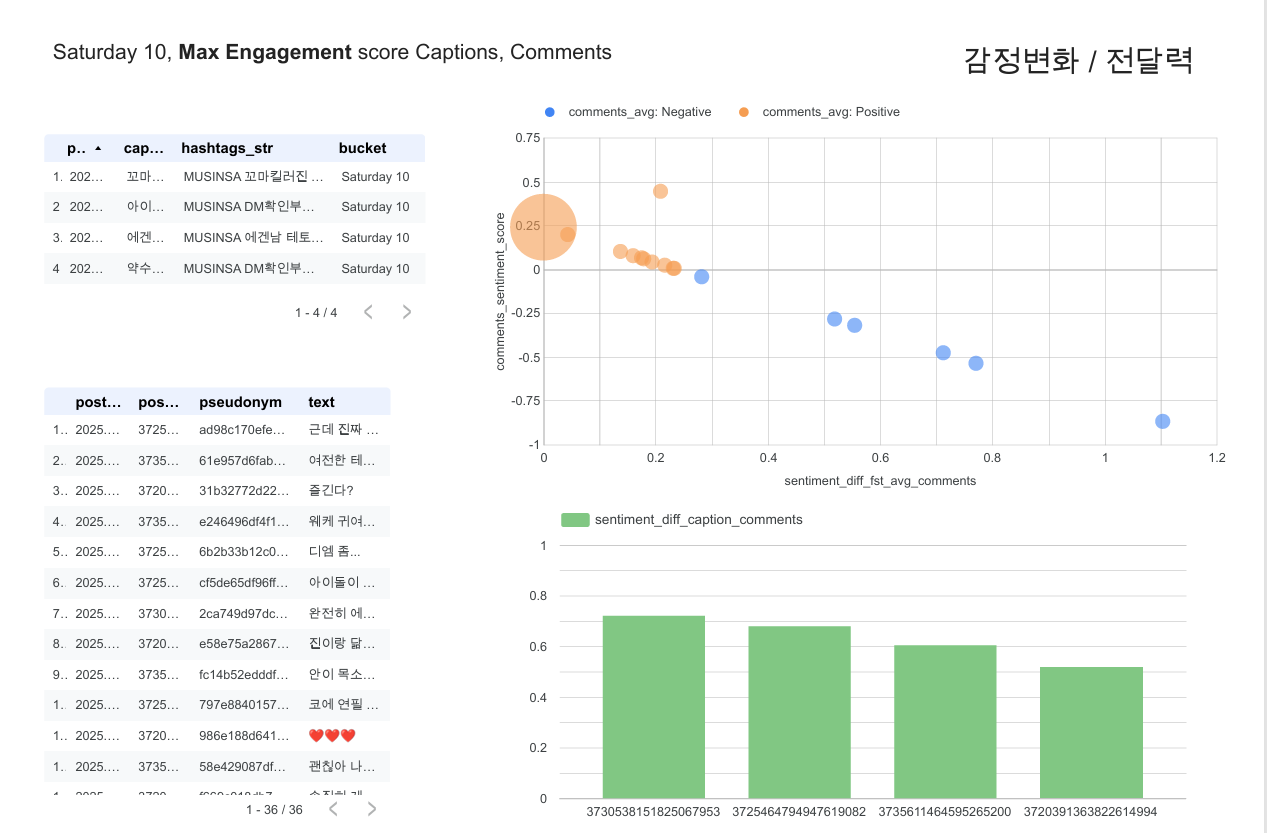 Saturday 10, Max Engagement score Captions, Comments
감정변화 / 전달력
p.. cap... hashtags_str bucket
1. 202... 꼬마... MUSINSA 꼬마킬러진 ... Saturday 10
2 202... 아이... MUSINSA DM확인부... Saturday 10
3. 202... 에겐... MUSINSA 에겐남 테토... Saturday 10
4 202... 약수... MUSINSA DM확인부... Saturday 10
1 - 4 / 4
post... pos... pseudonym text
1.. 2025.... 3725... ad98c170efe... 근데 진짜 ...
2.. 2025.... 3735... 61e957d6fab... 여전한 테...
3.. 2025.... 3720... 31b32772d22... 즐긴다?
4.. 2025.... 3735... e246496df4f1... 웨케 귀여...
5.. 2025.... 3725... 6b2b33b12c0... 디엠 좀...
6.. 2025.... 3725... cf5de65df96ff... 아이돌이 ...
7.. 2025.... 3730... 2ca749d97dc... 완전히 에...
8.. 2025.... 3720... e58e75a2867... 진이랑 닮...
9.. 2025.... 3735... fc14b52edddf... 안이 목소...
1.. 2025.... 3725... 797e8840157... 코에 연필 ...
1.. 2025.... 3720... 986e188d641... ❤️❤️❤️
1.. 2025.... 3735... 58e429087df... 괜칞아 나...
1 - 36 / 36
comments_avg: Negative comments_avg: Positive
comments_sentiment_score
0.75
0.5
0.25
0
-0.25
-0.5
-0.75
-1
0 0.2 0.4 0.6 0.8 1 1.2
sentiment_diff_fst_avg_comments
sentiment_diff_caption_comments
1
0.8
0.6
0.4
0.2
0
3730538151825067953 3725464794947619082 3735611464595265200 3720391363822614994